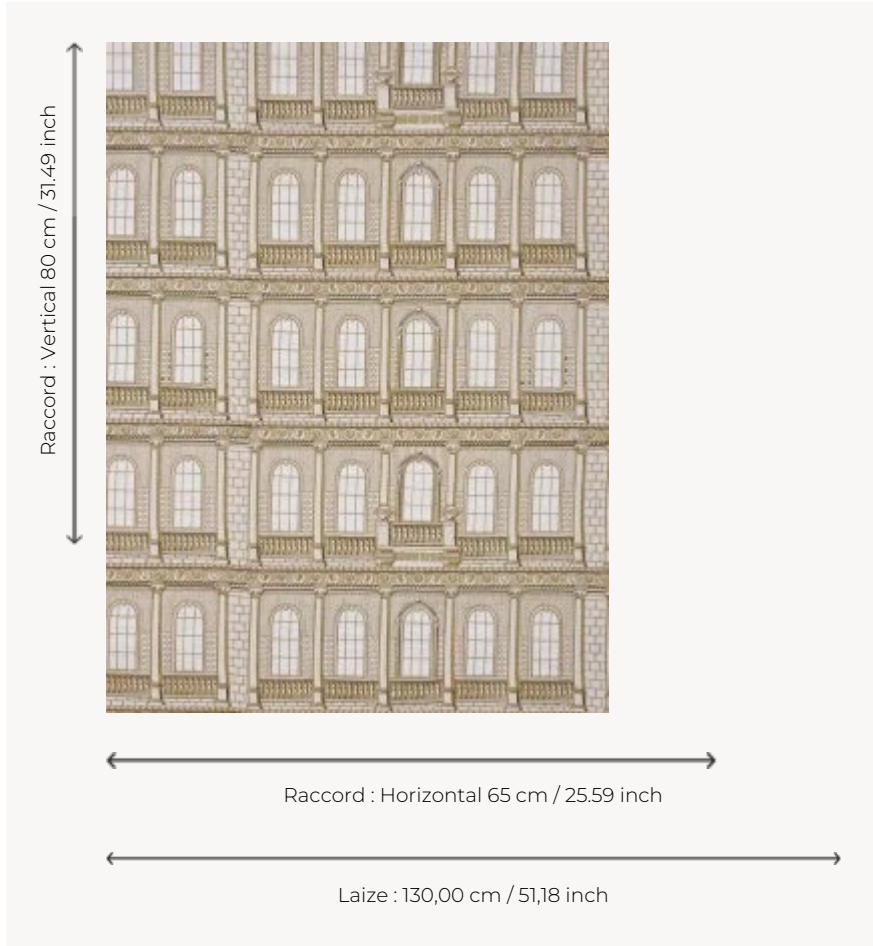 Raccord : Vertical 80 cm / 31.49 inch
Raccord : Horizontal 65 cm / 25.59 inch
Laize : 130,00 cm / 51,18 inch